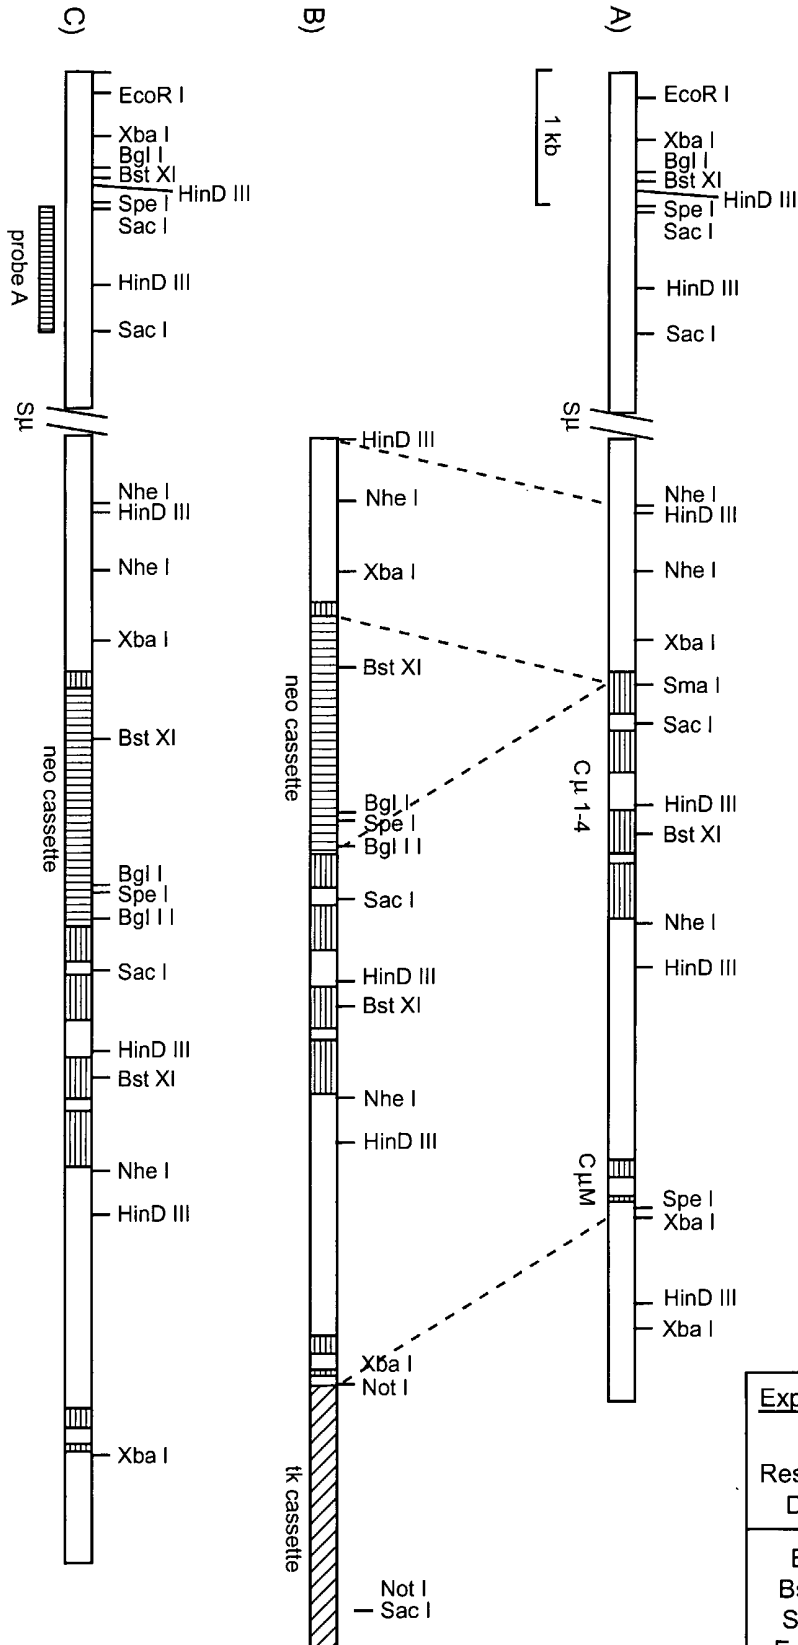 A)
EcoR I
Xba I
Bgl I
Bst XI
HinD III
Spe I
Sac I
HinD III
Sac I
Sμ
Nhe I
HinD III
Nhe I
Xba I
Sma I
Sac I
HinD III
Bst XI
Nhe I
HinD III
Spe I
Xba I
HinD III
Xba I
Cμ 1-4
CμM
1 kb
B)
HinD III
Nhe I
Xba I
Bst XI
Bgl I
Spe I
Bgl I I
Sac I
HinD III
Bst XI
Nhe I
HinD III
Xba I
Not I
Not I
Sac I
neo cassette
tk cassette
C)
EcoR I
Xba I
Bgl I
Bst XI
HinD III
Spe I
Sac I
HinD III
Sac I
probe A
Sμ
Nhe I
HinD III
Nhe I
Xba I
Bst XI
Bgl I
Spe I
Bgl I I
Sac I
HinD III
Bst XI
Nhe I
HinD III
Xba I
neo cassette
Exp
Res